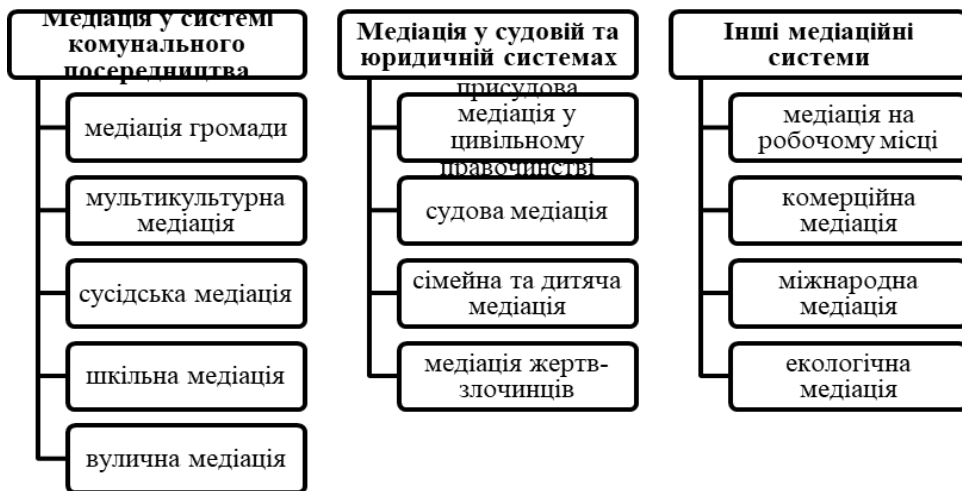 Медіація у системі
комунального
посередництва
медіація громади
мультикультурна
медіація
сусідська медіація
шкільна медіація
вулична медіація
Медіація у судовій та
юридичній системах
присудова
медіація у
цивільному
правочинстві
судова медіація
сімейна та дитяча
медіація
медіація жертв-
злочинців
Інші медіаційні
системи
медіація на
робочому місці
комерційна
медіація
міжнародна
медіація
екологічна
медіація